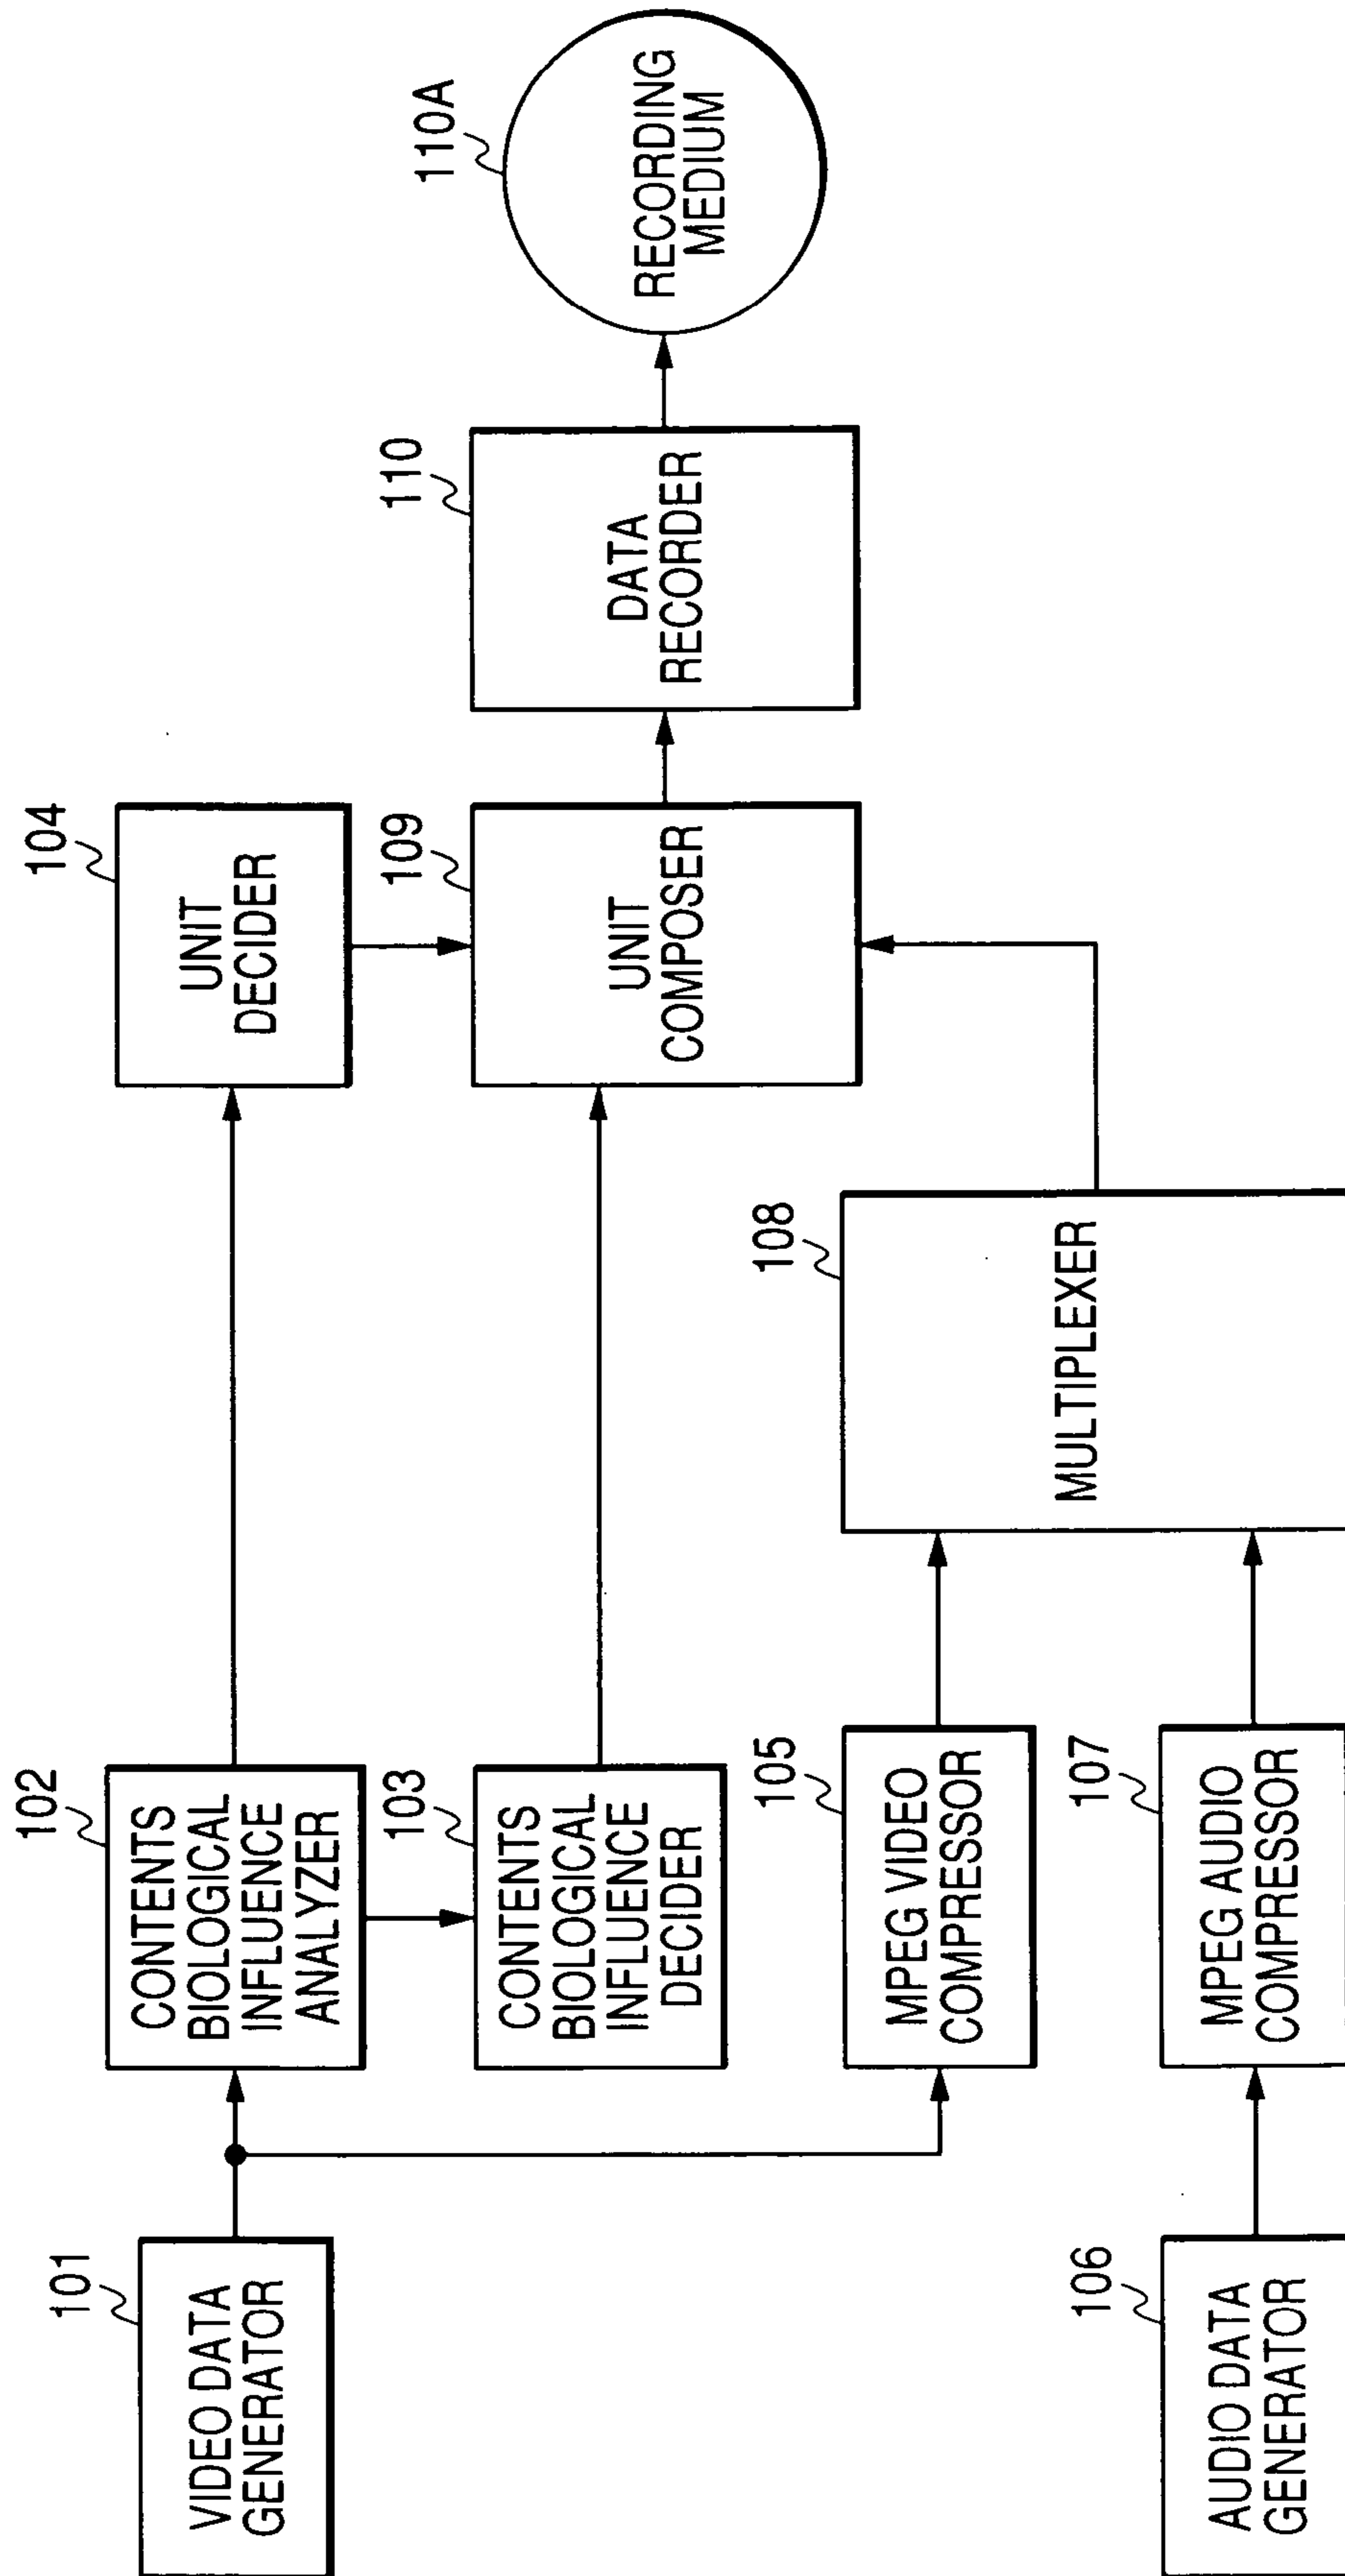 101
VIDEO DATA
GENERATOR
102
CONTENTS
BIOLOGICAL
INFLUENCE
ANALYZER
103
CONTENTS
BIOLOGICAL
INFLUENCE
DECIDER
104
UNIT
DECIDER
105
MPEG VIDEO
COMPRESSOR
106
AUDIO DATA
GENERATOR
107
MPEG AUDIO
COMPRESSOR
108
MULTIPLEXER
109
UNIT
COMPOSER
110
DATA
RECORDER
110A
RECORDING
MEDIUM